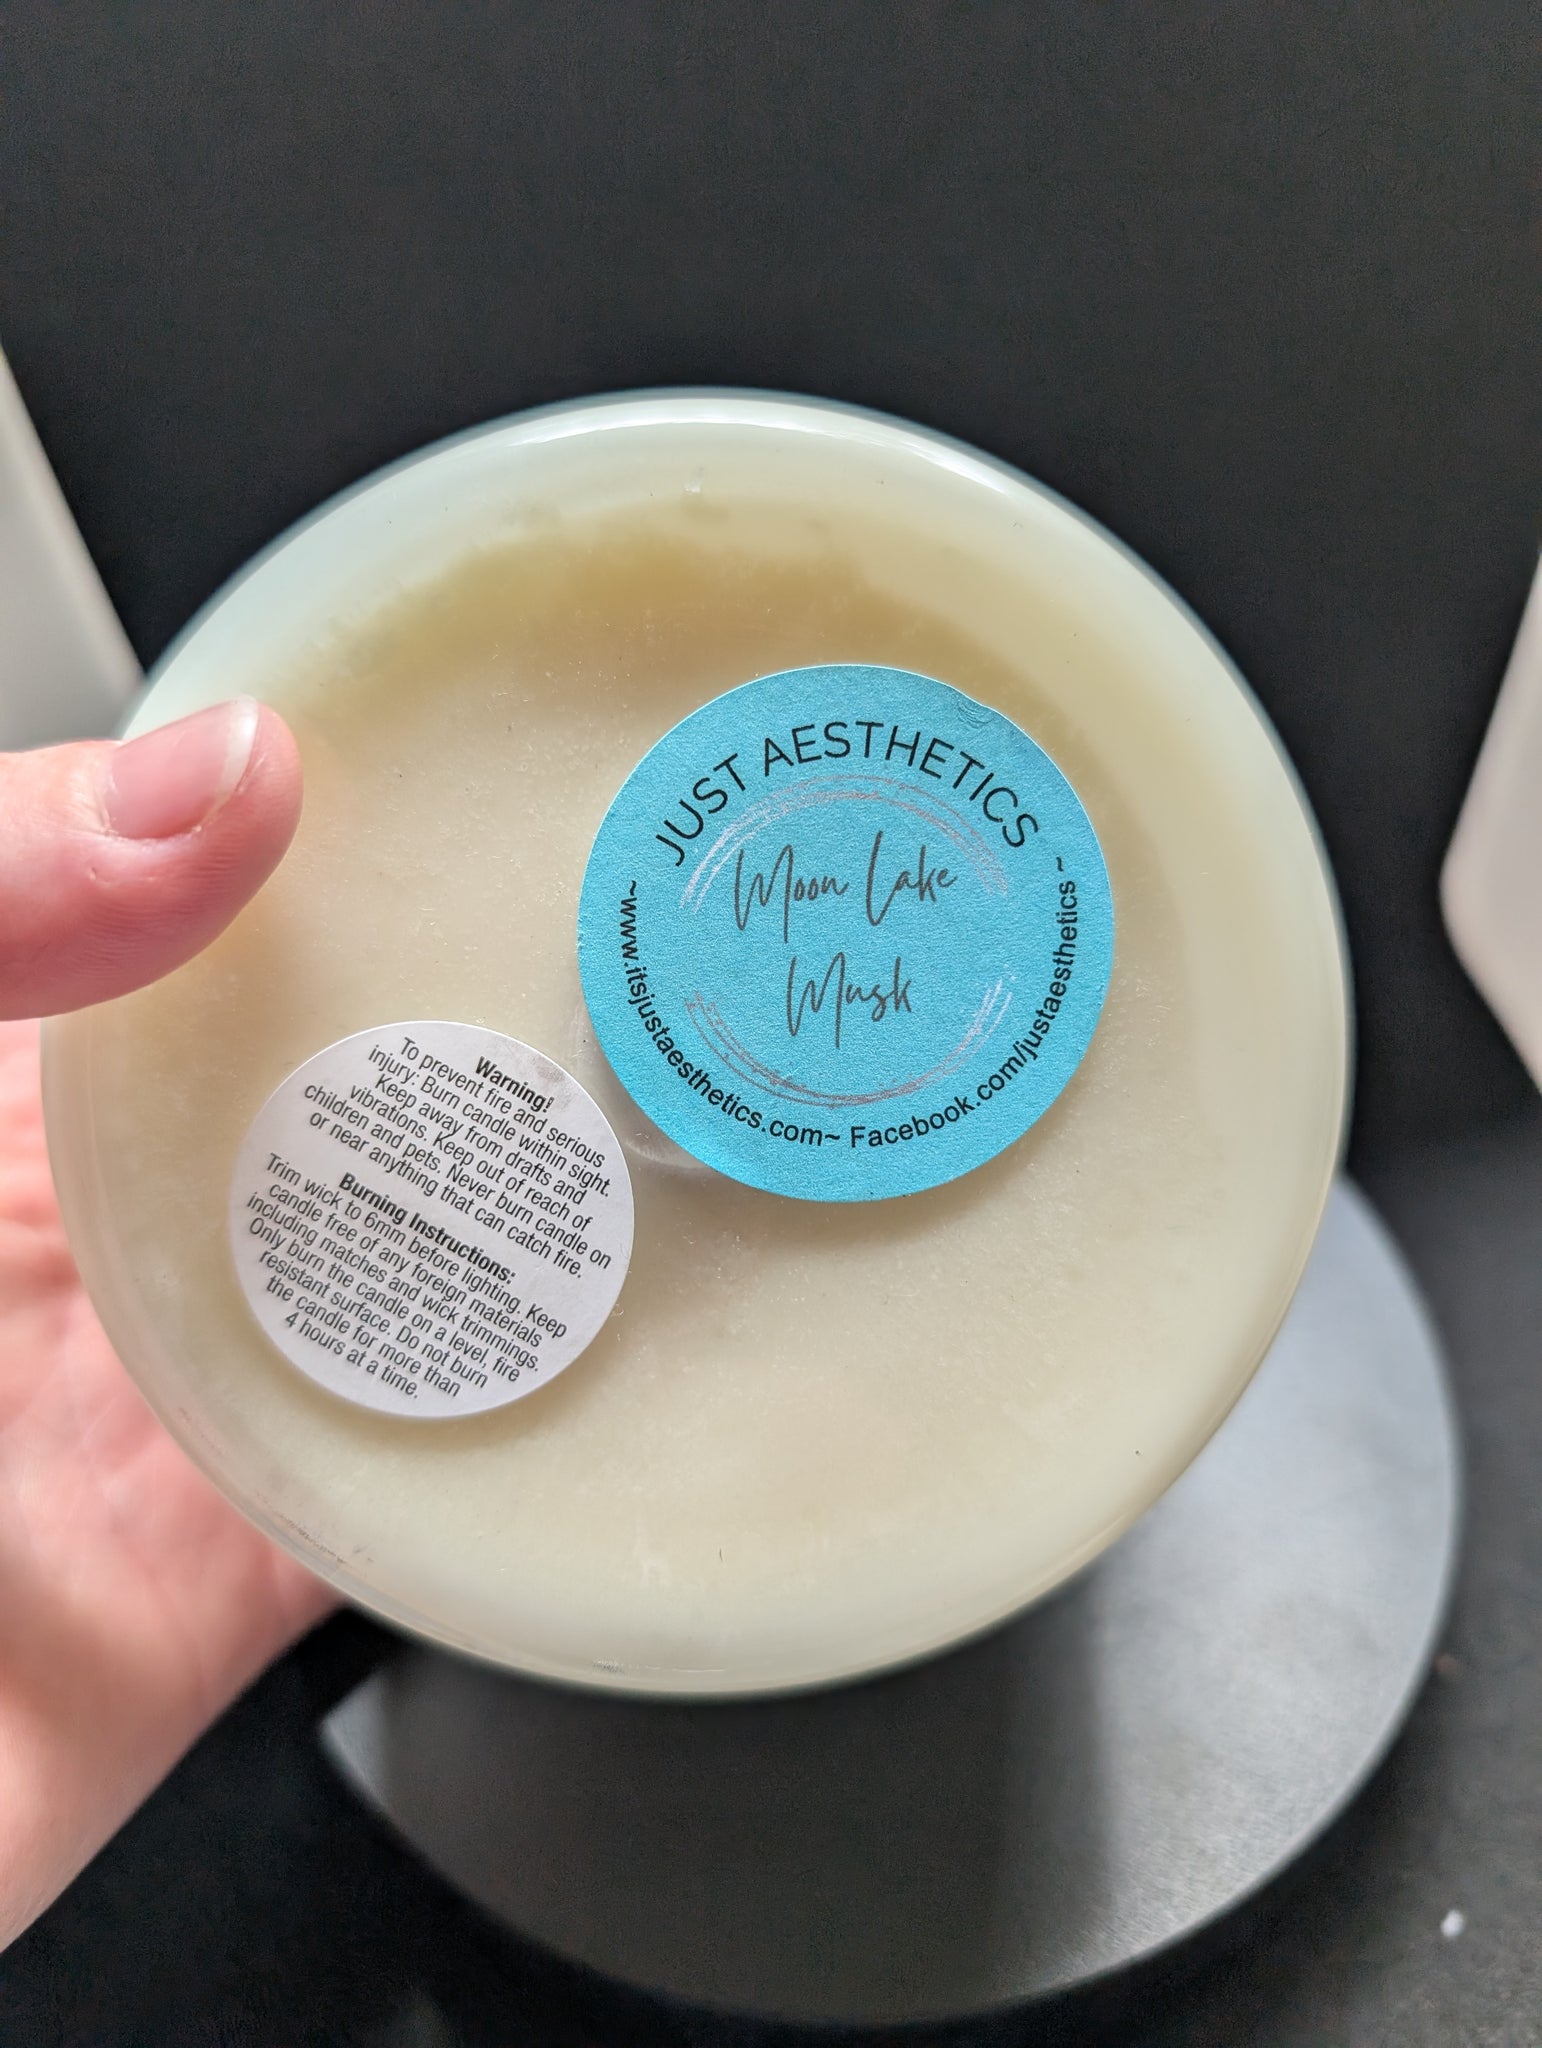 JUST AESTHETICS
Moon Lake
Musk
~www.itsjustaesthetics.com~ Facebook.com/justaesthetics ~
Warning!
To prevent fire and serious
injury: Burn candle within sight.
Keep away from drafts and
vibrations. Keep out of reach of
children and pets. Never burn candle on
or near anything that can catch fire.
Burning Instructions:
Trim wick to 6mm before lighting. Keep
candle free of any foreign materials
including matches and wick trimmings.
Only burn the candle on a level, fire
resistant surface. Do not burn
the candle for more than
4 hours at a time.